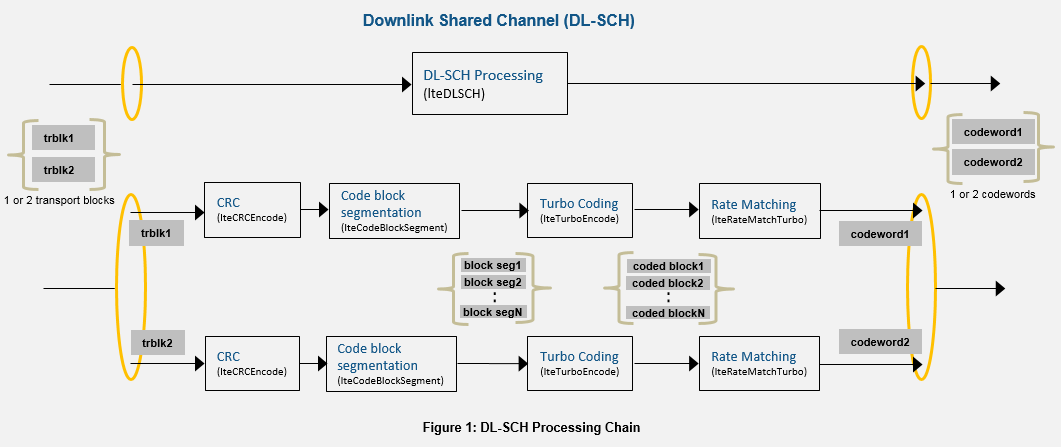 Downlink Shared Channel (DL-SCH)
DL-SCH Processing
(lteDLSCH)
trblk1
trblk2
1 or 2 transport blocks
codeword1
codeword2
1 or 2 codewords
CRC
(lteCRCEncode)
Code block
segmentation
(lteCodeBlockSegment)
Turbo Coding
(lteTurboEncode)
Rate Matching
(lteRateMatchTurbo)
trblk1
codeword1
block seg1
block seg2
:
block segN
coded block1
coded block2
:
coded blockN
trblk2
codeword2
CRC
(lteCRCEncode)
Code block
segmentation
(lteCodeBlockSegment)
Turbo Coding
(lteTurboEncode)
Rate Matching
(lteRateMatchTurbo)
Figure 1: DL-SCH Processing Chain